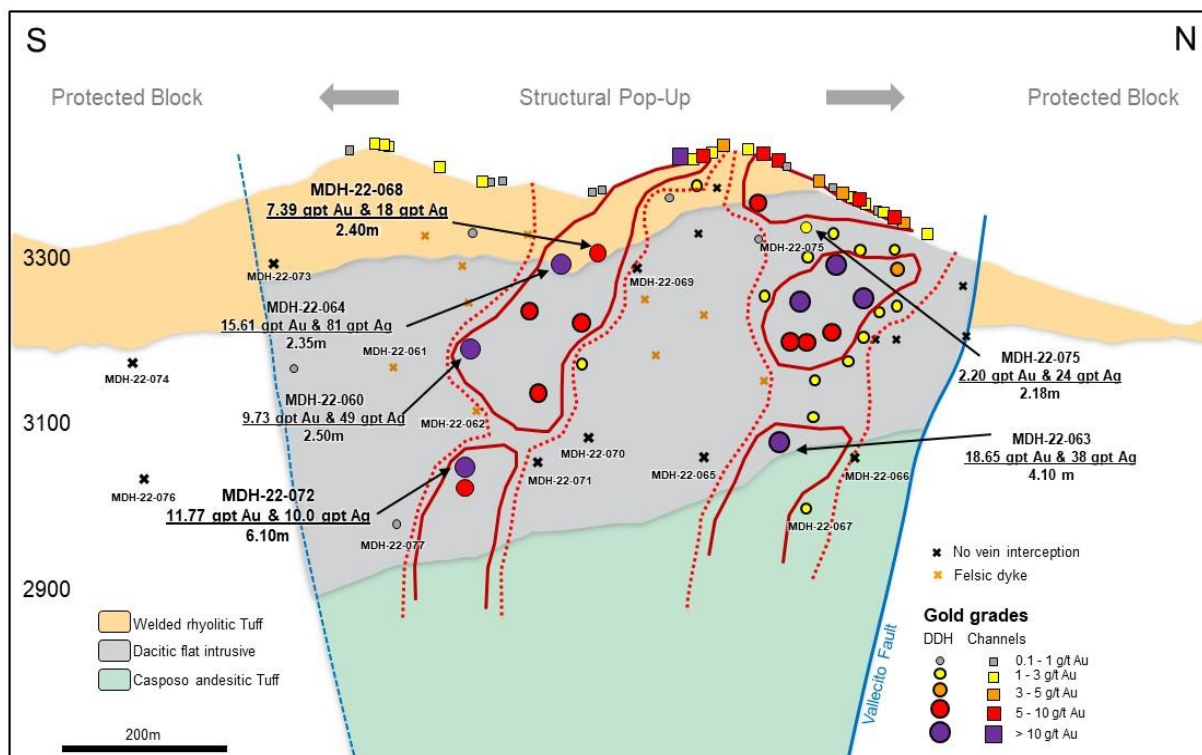 S
N
Protected Block
Structural Pop-Up
Protected Block
MDH-22-068
7.39 gpt Au & 18 gpt Ag
2.40m
3300
MDH-22-073
MDH-22-075
MDH-22-069
MDH-22-064
15.61 gpt Au & 81 gpt Ag
2.35m
MDH-22-061
MDH-22-074
MDH-22-075
2.20 gpt Au & 24 gpt Ag
2.18m
MDH-22-060
9.73 gpt Au & 49 gpt Ag
2.50m
3100
MDH-22-062
MDH-22-063
18.65 gpt Au & 38 gpt Ag
4.10 m
MDH-22-070
MDH-22-065
MDH-22-066
MDH-22-071
MDH-22-076
MDH-22-072
11.77 gpt Au & 10.0 gpt Ag
6.10m
MDH-22-067
MDH-22-077
2900
No vein interception
Felsic dyke
Welded rhyolitic Tuff
Dacitic flat intrusive
Casposo andesitic Tuff
Vallecito Fault
Gold grades
DDH Channels
0.1 - 1 g/t Au
1 - 3 g/t Au
3 - 5 g/t Au
5 - 10 g/t Au
> 10 g/t Au
200m